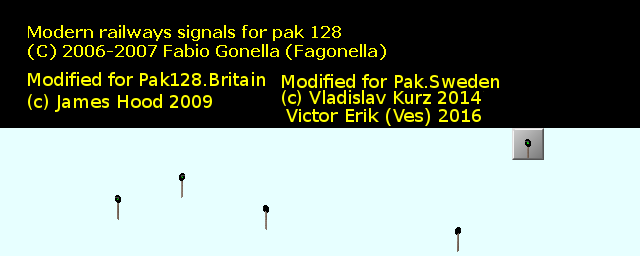 Modern railways signals for pak 128
(C) 2006-2007 Fabio Gonella (Fagonella)
Modified for Pak128.Britain
(c) James Hood 2009
Modified for Pak.Sweden
(c) Vladislav Kurz 2014
Victor Erik (Ves) 2016